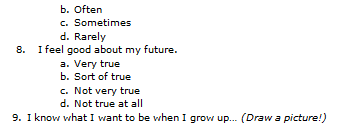 b. Often
c. Sometimes
d. Rarely
8. I feel good about my future.
a. Very true
b. Sort of true
c. Not very true
d. Not true at all
9. I know what I want to be when I grow up... (Draw a picture!)